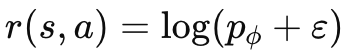 r(s, a) = log(p_ϕ + ε)